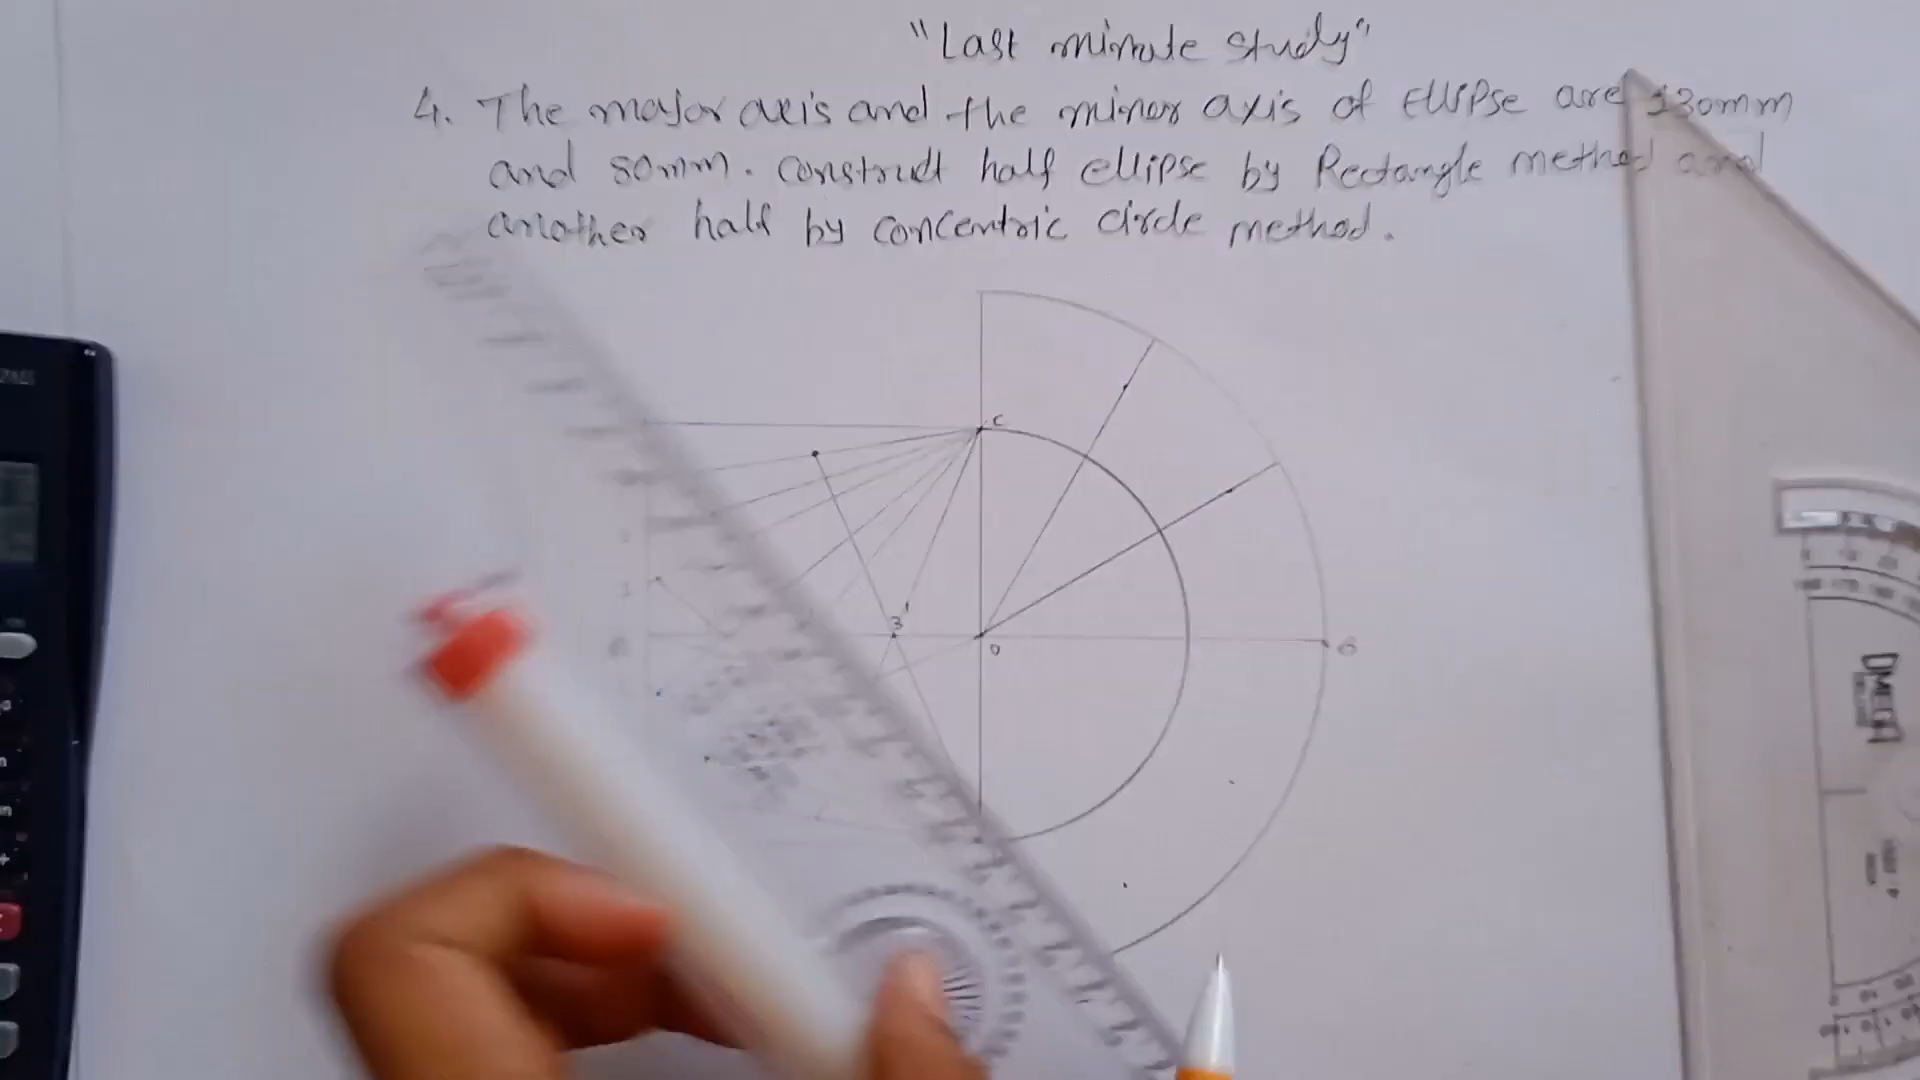 "Last minute study"
4. The major axis and the minor axis of Ellipse are 130mm
and 80mm. construct half ellipse by Rectangle method and
another half by concentric circle method.
C
3'
O
B
OMEGA